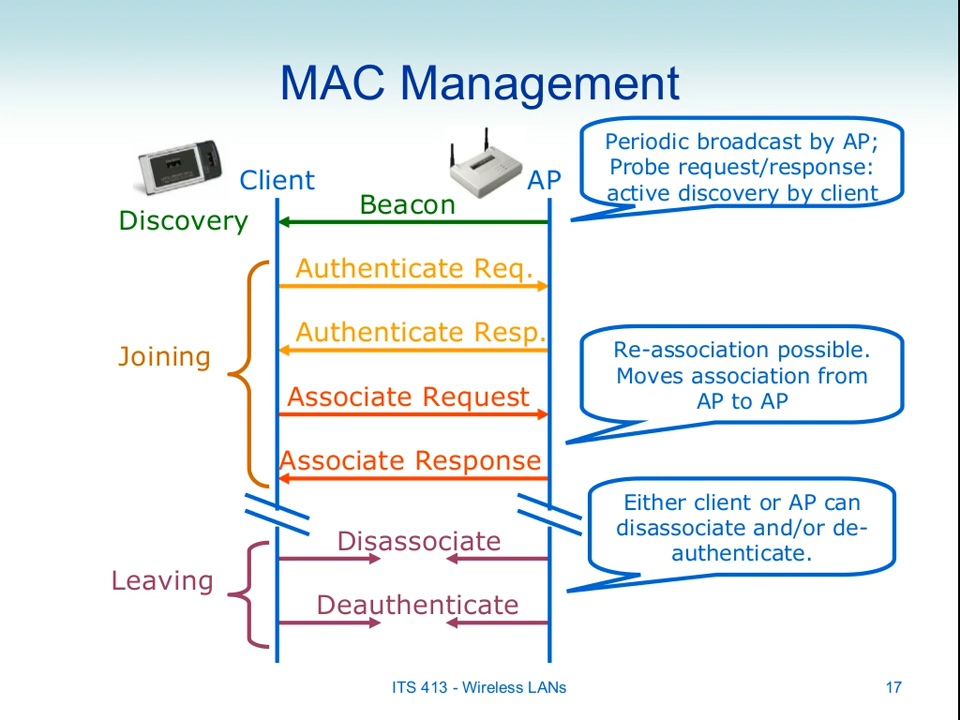 MAC Management
Periodic broadcast by AP;
Probe request/response:
active discovery by client
Client
AP
Beacon
Discovery
Authenticate Req.
Authenticate Resp.
Joining
Re-association possible.
Moves association from
AP to AP
Associate Request
Associate Response
Either client or AP can
disassociate and/or de-
authenticate.
Disassociate
Leaving
Deauthenticate
ITS 413 - Wireless LANs
17